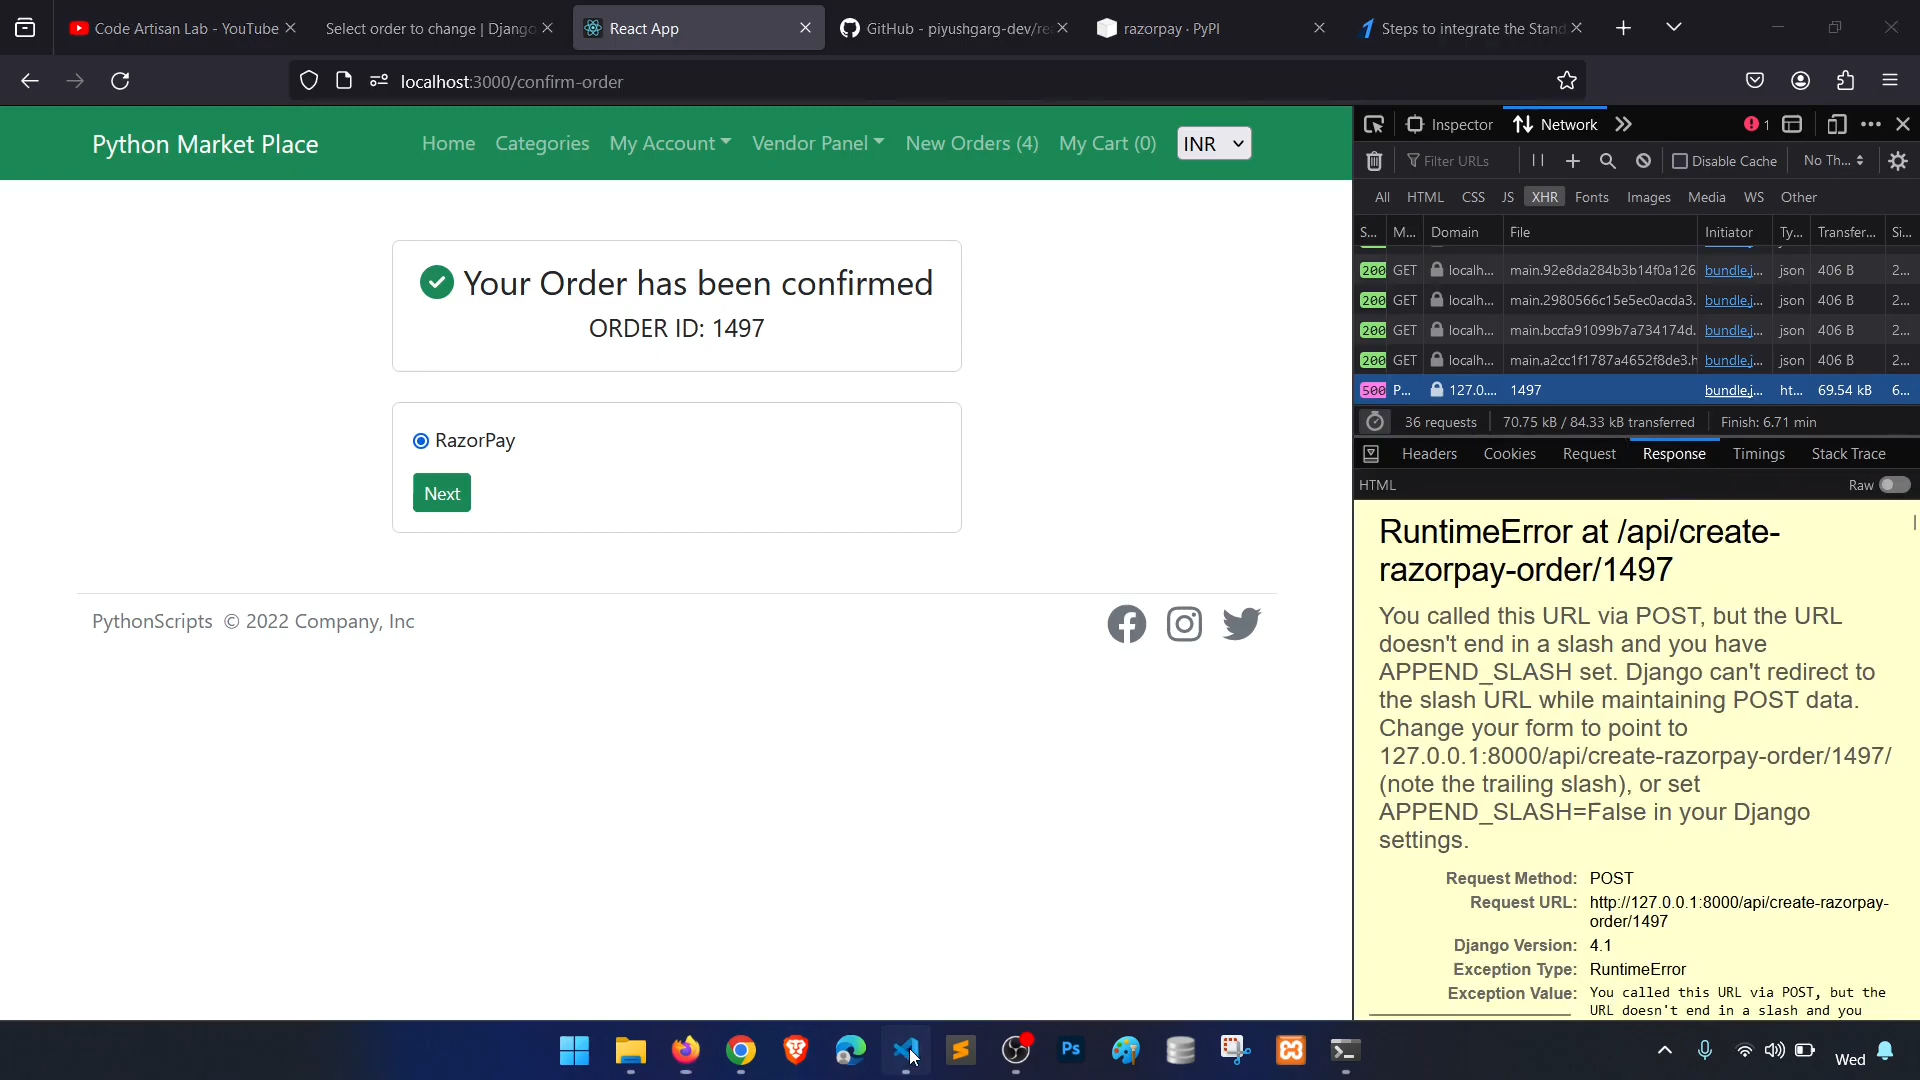 Code Artisan Lab - YouTube
Select order to change | Django
React App
GitHub - piyushgarg-dev/re
razorpay · PyPI
Steps to integrate the Stand
localhost:3000/confirm-order
Python Market Place
Home
Categories
My Account
Vendor Panel
New Orders (4)
My Cart (0)
INR
Your Order has been confirmed
ORDER ID: 1497
RazorPay
Next
PythonScripts © 2022 Company, Inc
Inspector
Network
1
Filter URLs
Disable Cache
No Th...
All HTML CSS JS XHR Fonts Images Media WS Other
S... M... Domain File Initiator Ty... Transfer... Si...
200 GET localh... main.92e8da284b3b14f0a126 bundle.j... json 406 B 2...
200 GET localh... main.2980566c15e5ec0acda3. bundle.j... json 406 B 2...
200 GET localh... main.bccfa91099b7a734174d. bundle.j... json 406 B 2...
200 GET localh... main.a2cc1f1787a4652f8de3.h bundle.j... json 406 B 2...
500 P... 127.0.... 1497 bundle.j... ht... 69.54 kB 6...
36 requests 70.75 kB / 84.33 kB transferred Finish: 6.71 min
Headers Cookies Request Response Timings Stack Trace
HTML
Raw
RuntimeError at /api/create-
razorpay-order/1497
You called this URL via POST, but the URL
doesn't end in a slash and you have
APPEND_SLASH set. Django can't redirect to
the slash URL while maintaining POST data.
Change your form to point to
127.0.0.1:8000/api/create-razorpay-order/1497/
(note the trailing slash), or set
APPEND_SLASH=False in your Django
settings.
Request Method: POST
Request URL: http://127.0.0.1:8000/api/create-razorpay-
order/1497
Django Version: 4.1
Exception Type: RuntimeError
Exception Value: You called this URL via POST, but the
URL doesn't end in a slash and you
Ps
Wed